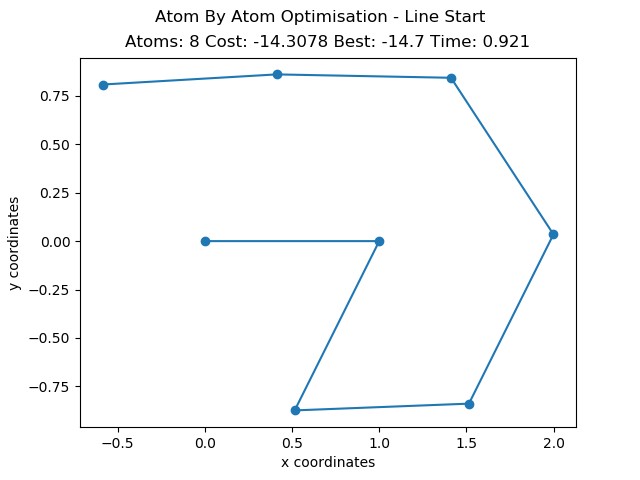 Atom By Atom Optimisation - Line Start
Atoms: 8 Cost: -14.3078 Best: -14.7 Time: 0.921
0.75
0.50
0.25
0.00
−0.25
−0.50
−0.75
y coordinates
−0.5 0.0 0.5 1.0 1.5 2.0
x coordinates